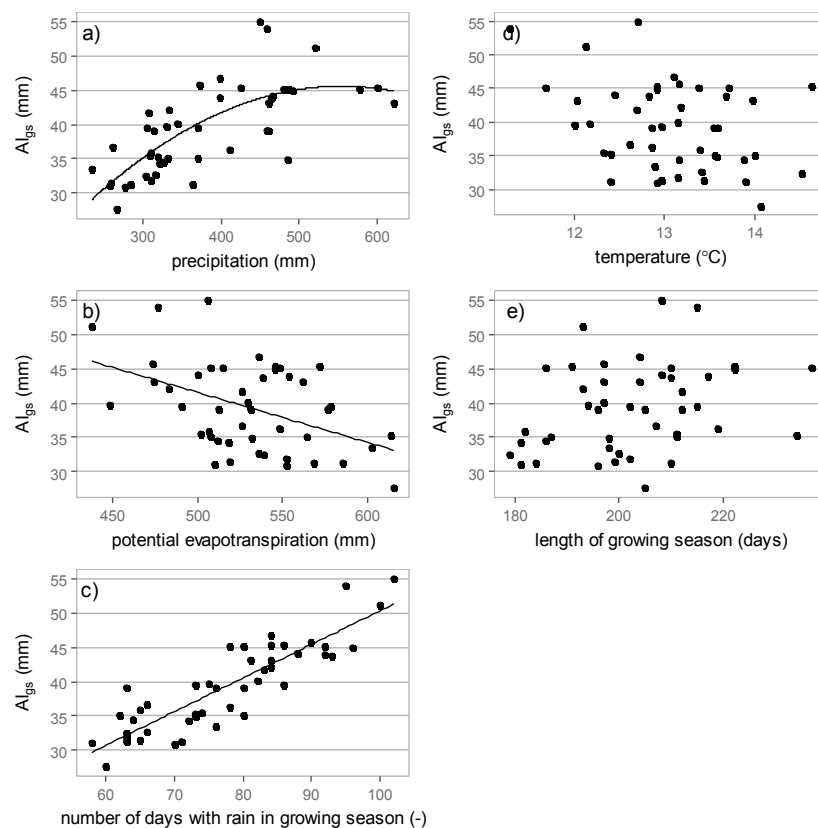 a)
AIgs (mm)
55
50
45
40
35
30
300 400 500 600
precipitation (mm)
d)
AIgs (mm)
55
50
45
40
35
30
12 13 14
temperature (°C)
b)
AIgs (mm)
55
50
45
40
35
30
450 500 550 600
potential evapotranspiration (mm)
e)
AIgs (mm)
55
50
45
40
35
30
180 200 220
length of growing season (days)
c)
AIgs (mm)
55
50
45
40
35
30
60 70 80 90 100
number of days with rain in growing season (-)